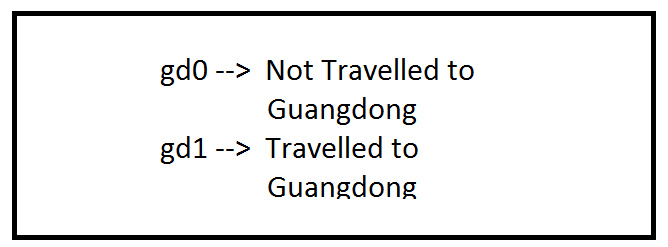 gd0 --> Not Travelled to
Guangdong
gd1 --> Travelled to
Guangdong